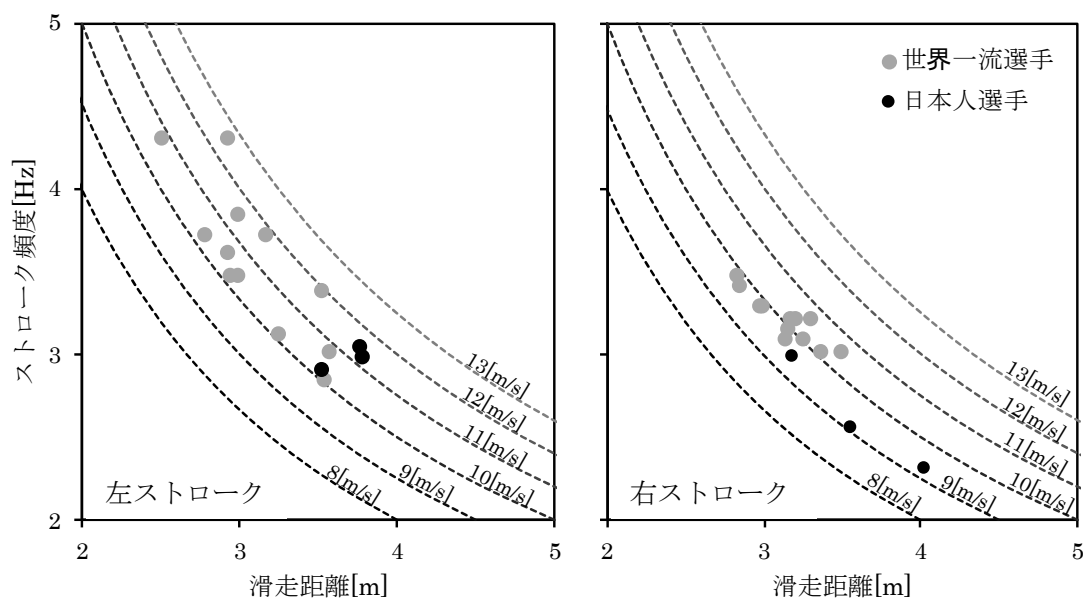 ストローク頻度[Hz]
5
4
3
2
13[m/s]
12[m/s]
11[m/s]
10[m/s]
9[m/s]
8[m/s]
左ストローク
2
3
4
5
滑走距離[m]
世界一流選手
日本人選手
13[m/s]
12[m/s]
11[m/s]
10[m/s]
9[m/s]
8[m/s]
右ストローク
2
3
4
5
滑走距離[m]